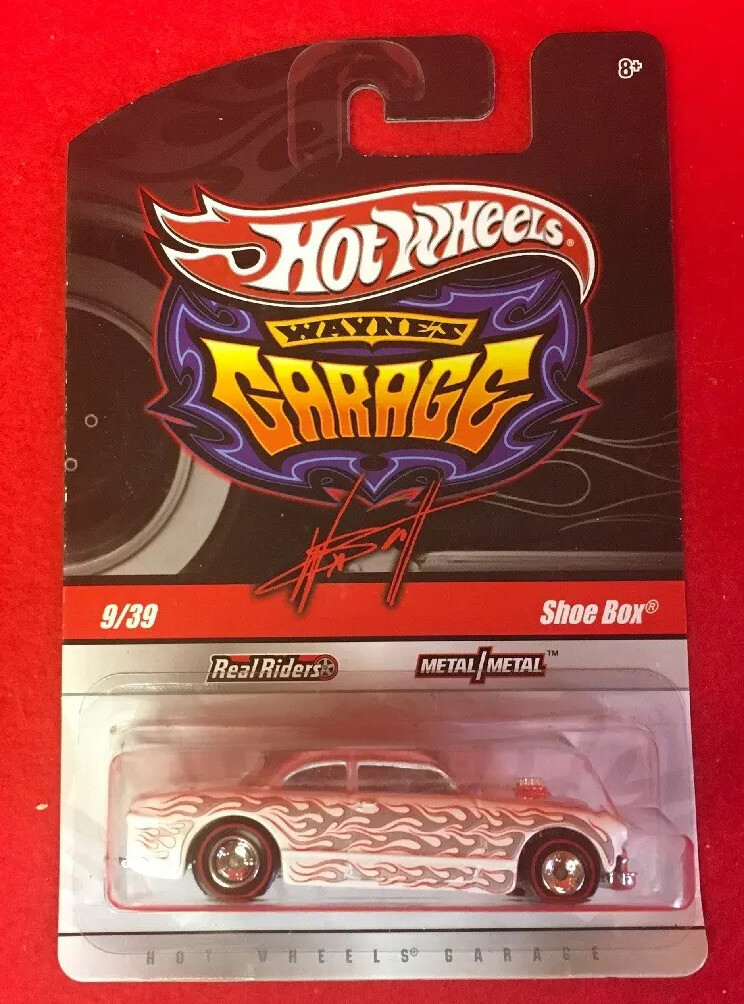 8+
Hot Wheels®
WAYNE'S
GARAGE
9/39
Shoe Box®
Real Riders
METAL/METAL™
HOT WHEELS® GARAGE